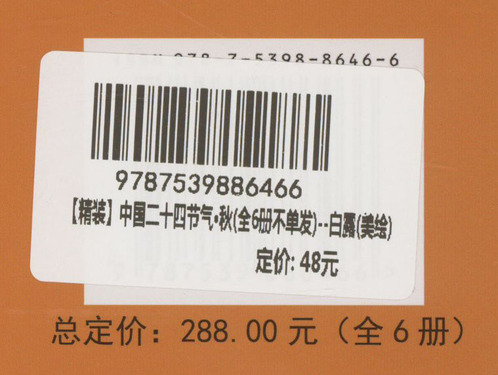 978-7-5398-8646-6
9787539886466
【精装】中国二十四节气·秋(全6册不单发)--白露(美绘)
定价: 48元
总定价：288.00元（全6册）